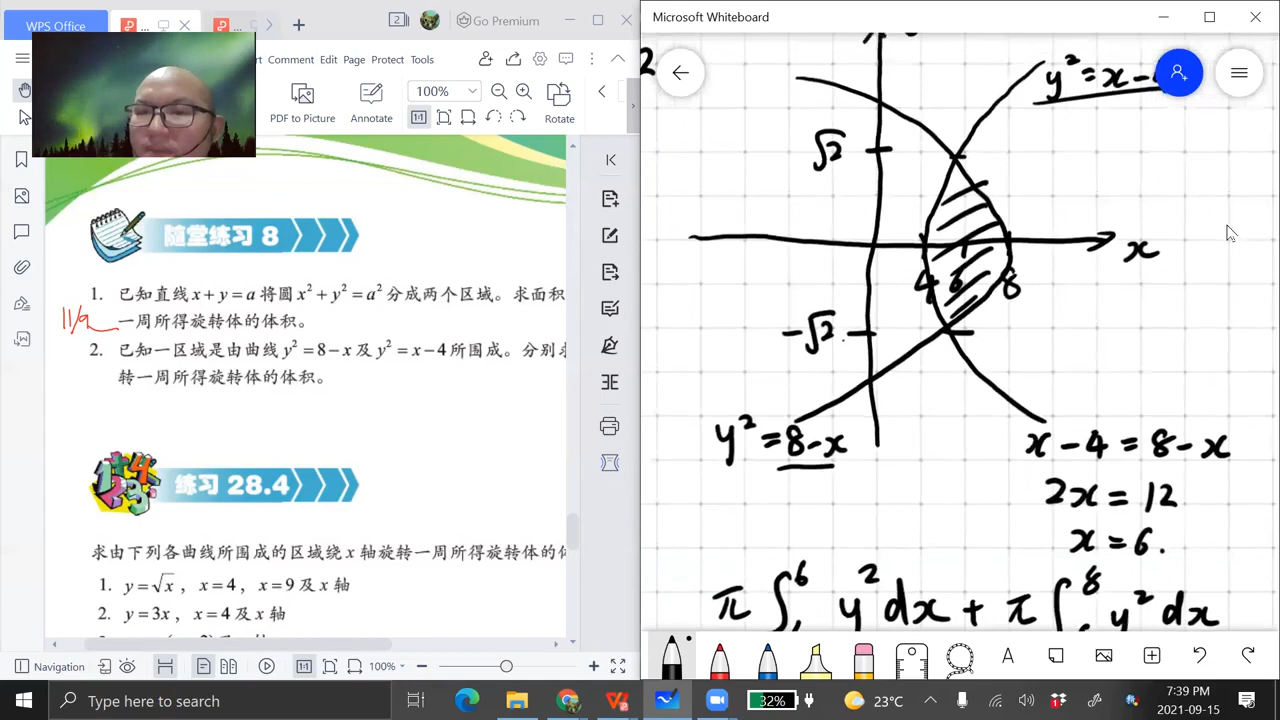 WPS Office
2
Go Premium
Comment Edit Page Protect Tools
100%
PDF to Picture
Annotate
1:1
Rotate
随堂练习 8
1. 已知直线 x + y = a 将圆 x² + y² = a² 分成两个区域。求面积
一周所得旋转体的体积。
2. 已知一区域是由曲线 y² = 8 - x 及 y² = x - 4 所围成。分别
转一周所得旋转体的体积。
练习 28.4
求由下列各曲线所围成的区域绕 x 轴旋转一周所得旋转体的
1. y = √x , x = 4 , x = 9 及 x 轴
2. y = 3x , x = 4 及 x 轴
Navigation
1:1
100%
Microsoft Whiteboard
2
y² = x -
√2
x
4 6 8
-√2
y² = 8 - x
x - 4 = 8 - x
2x = 12
x = 6.
π ∫ ⁶ y² dx + π ∫ ⁸ y² dx
A
Type here to search
32%
23°C
7:39 PM
2021-09-15